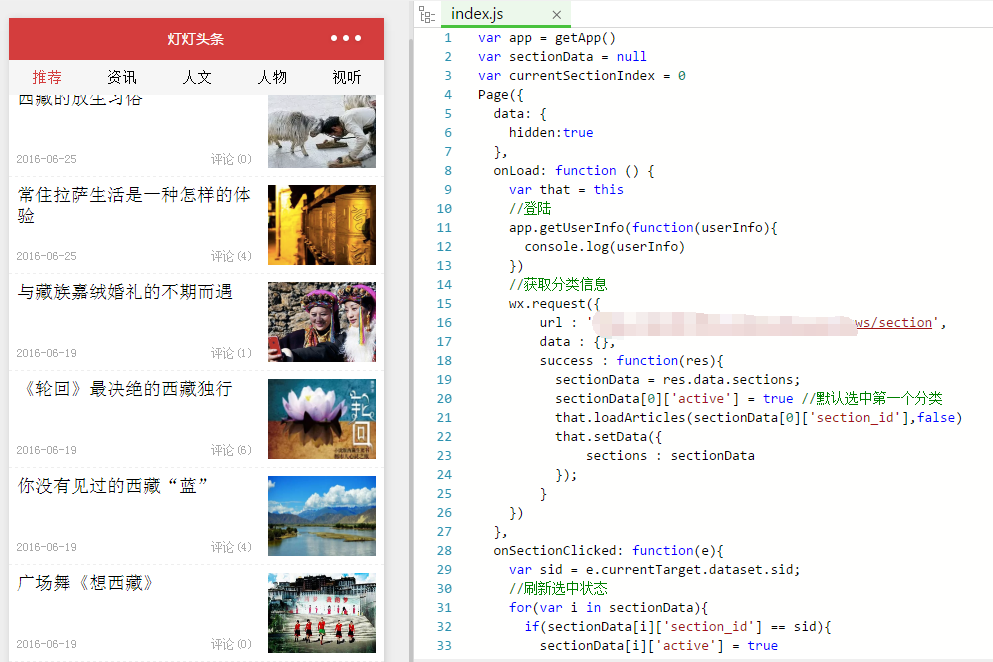 灯灯头条
推荐 资讯 人文 人物 视听
西藏的放生习俗
2016-06-25 评论(0)
常住拉萨生活是一种怎样的体
验
2016-06-25 评论(4)
与藏族嘉绒婚礼的不期而遇
2016-06-19 评论(1)
《轮回》最决绝的西藏独行
2016-06-19 评论(6)
你没有见过的西藏“蓝”
2016-06-19 评论(4)
广场舞《想西藏》
2016-06-19 评论(0)
index.js ×
1 var app = getApp()
2 var sectionData = null
3 var currentSectionIndex = 0
4 Page({
5 data: {
6 hidden:true
7 },
8 onLoad: function () {
9 var that = this
10 //登陆
11 app.getUserInfo(function(userInfo){
12 console.log(userInfo)
13 })
14 //获取分类信息
15 wx.request({
16 url : ' ws/section',
17 data : {},
18 success : function(res){
19 sectionData = res.data.sections;
20 sectionData[0]['active'] = true //默认选中第一个分类
21 that.loadArticles(sectionData[0]['section_id'],false)
22 that.setData({
23 sections : sectionData
24 });
25 }
26 })
27 },
28 onSectionClicked: function(e){
29 var sid = e.currentTarget.dataset.sid;
30 //刷新选中状态
31 for(var i in sectionData){
32 if(sectionData[i]['section_id'] == sid){
33 sectionData[i]['active'] = true